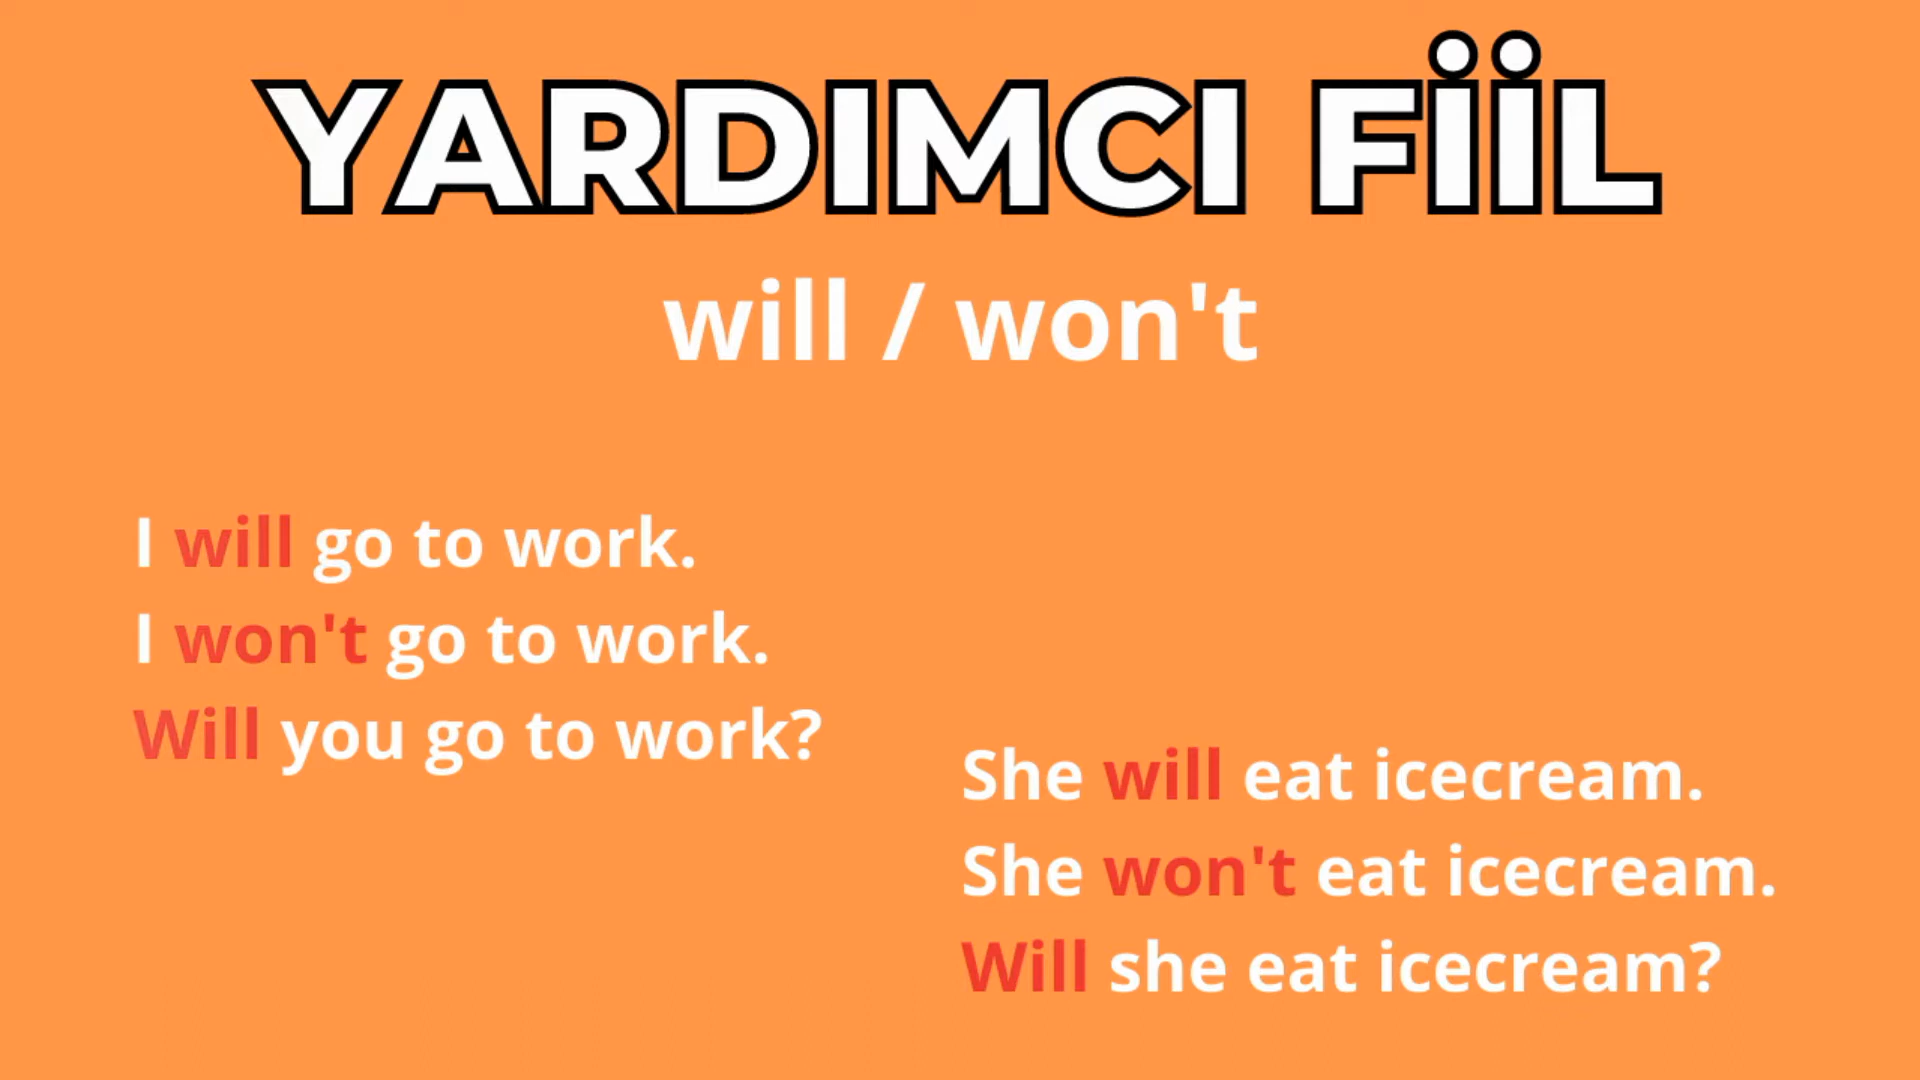 YARDIMCI FİİL
will / won't
I will go to work.
I won't go to work.
Will you go to work?
She will eat icecream.
She won't eat icecream.
Will she eat icecream?